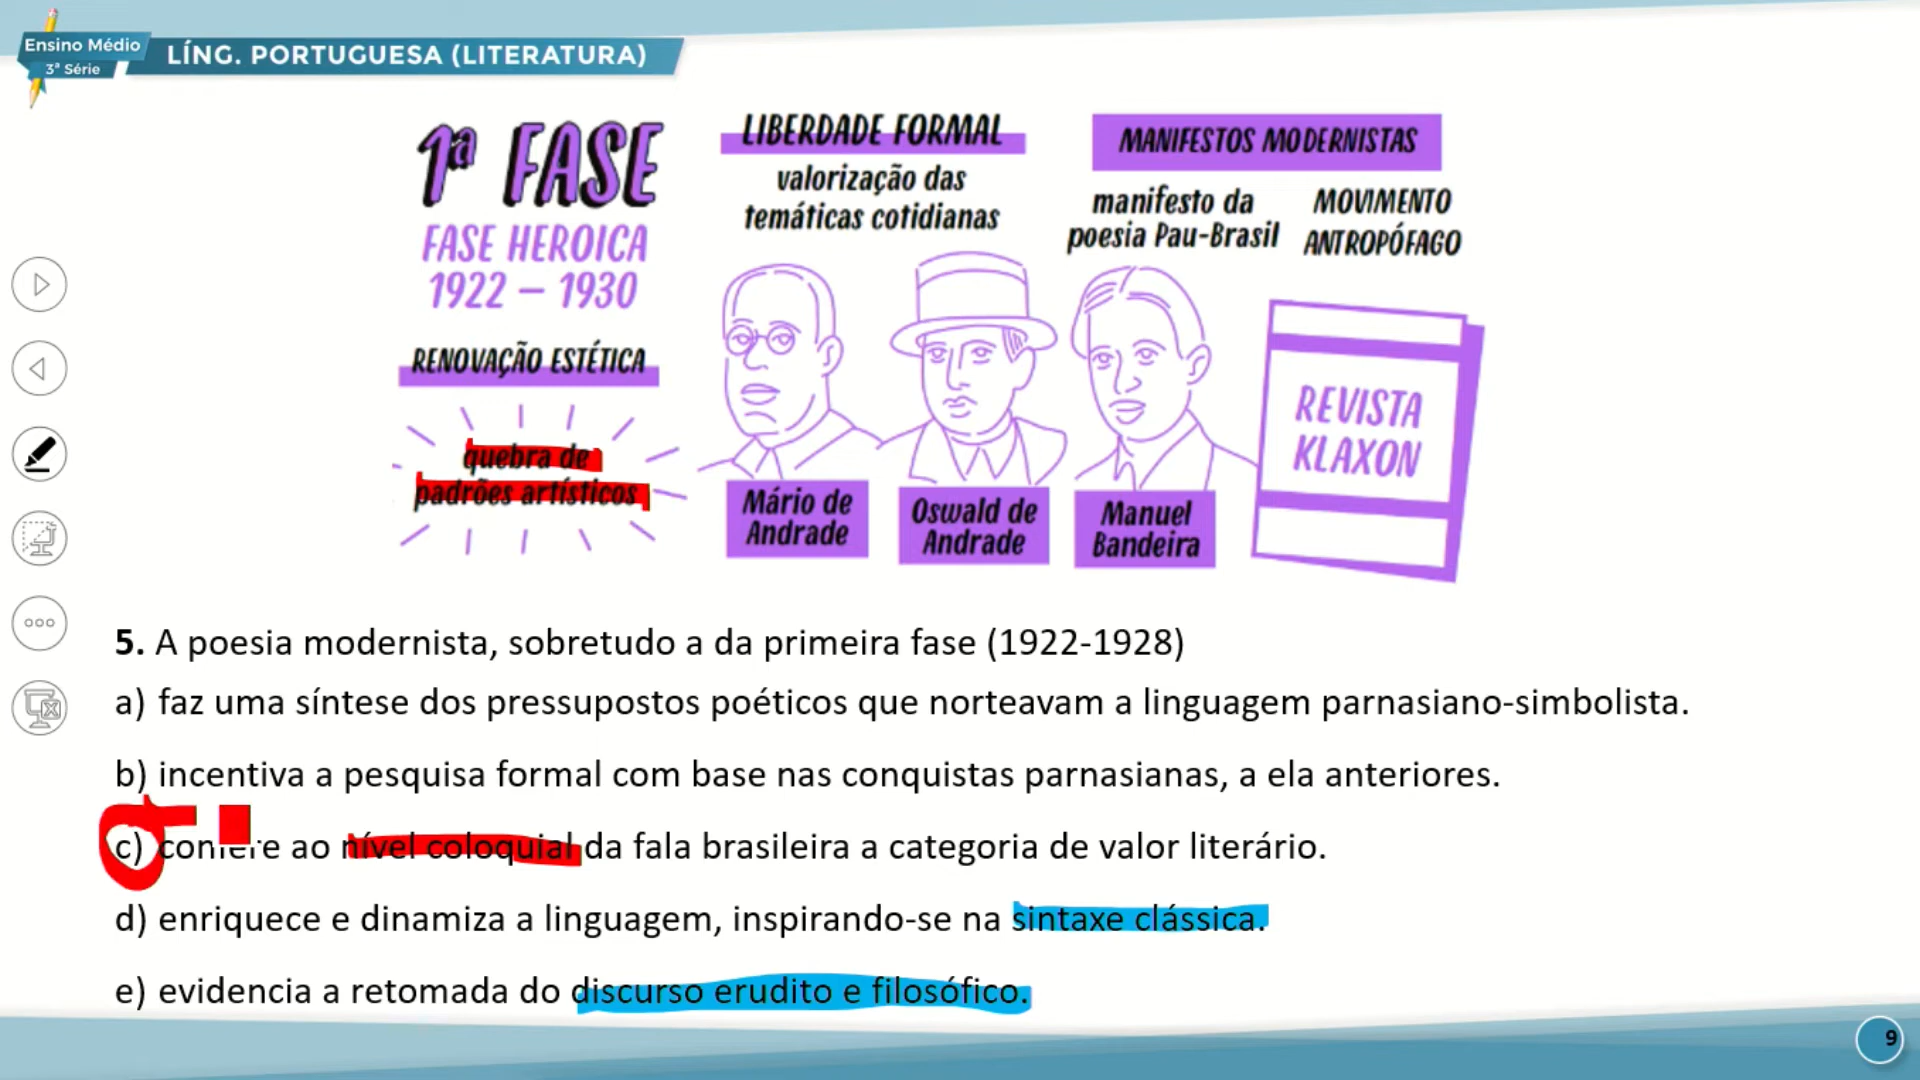 Ensino Médio
3ª Série
LÍNG. PORTUGUESA (LITERATURA)
1ª FASE
FASE HEROICA
1922 – 1930
RENOVAÇÃO ESTÉTICA
quebra de
padrões artísticos
LIBERDADE FORMAL
valorização das
temáticas cotidianas
MANIFESTOS MODERNISTAS
manifesto da
poesia Pau-Brasil
MOVIMENTO
ANTROPÓFAGO
Mário de
Andrade
Oswald de
Andrade
Manuel
Bandeira
REVISTA
KLAXON
5. A poesia modernista, sobretudo a da primeira fase (1922-1928)
a) faz uma síntese dos pressupostos poéticos que norteavam a linguagem parnasiano-simbolista.
b) incentiva a pesquisa formal com base nas conquistas parnasianas, a ela anteriores.
c) confere ao nível coloquial da fala brasileira a categoria de valor literário.
d) enriquece e dinamiza a linguagem, inspirando-se na sintaxe clássica.
e) evidencia a retomada do discurso erudito e filosófico.
9